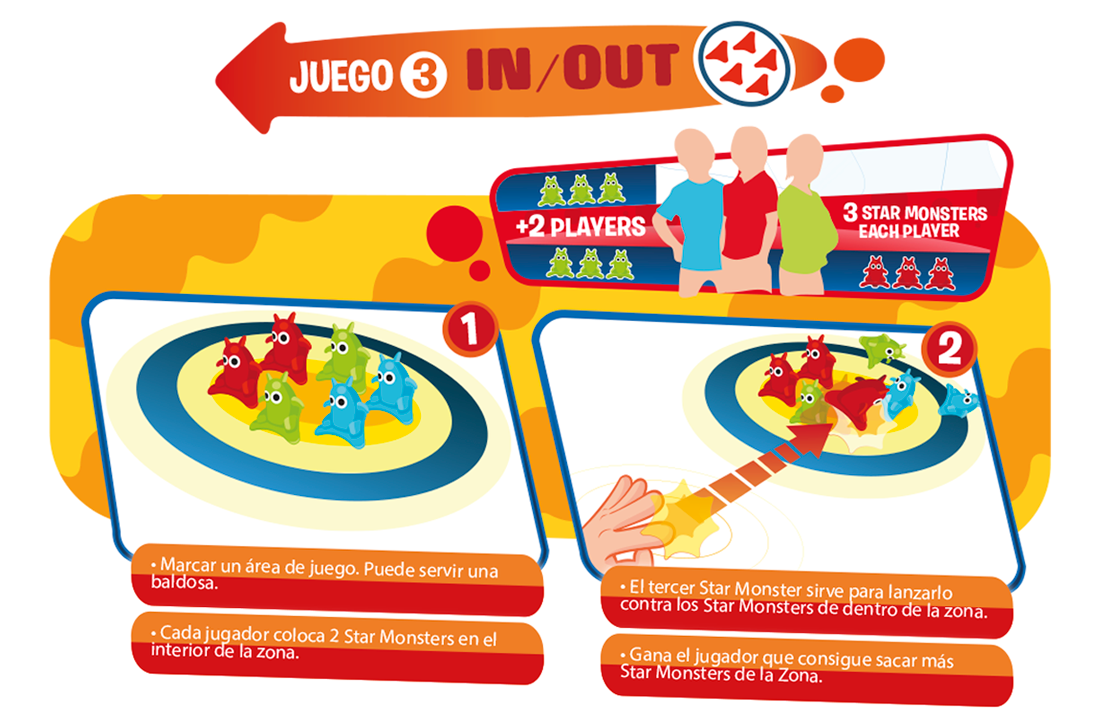 JUEGO 3 IN/OUT
+2 PLAYERS
3 STAR MONSTERS
EACH PLAYER
1
2
• Marcar un área de juego. Puede servir una
baldosa.
• Cada jugador coloca 2 Star Monsters en el
interior de la zona.
• El tercer Star Monster sirve para lanzarlo
contra los Star Monsters de dentro de la zona.
• Gana el jugador que consigue sacar más
Star Monsters de la Zona.